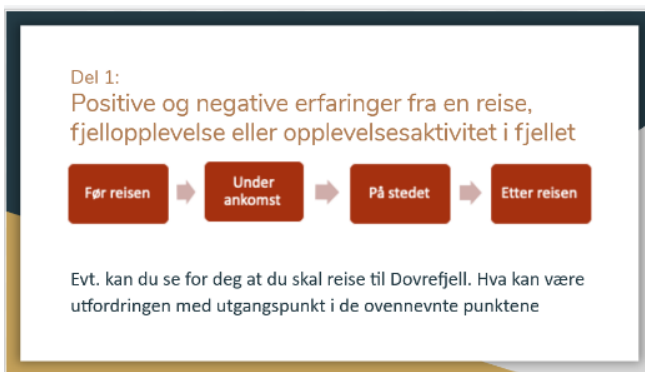 Del 1:
Positive og negative erfaringer fra en reise,
fjellopplevelse eller opplevelsesaktivitet i fjellet
Før reisen
Under
ankomst
På stedet
Etter reisen
Evt. kan du se for deg at du skal reise til Dovrefjell. Hva kan være
utfordringen med utgangspunkt i de ovennevnte punktene